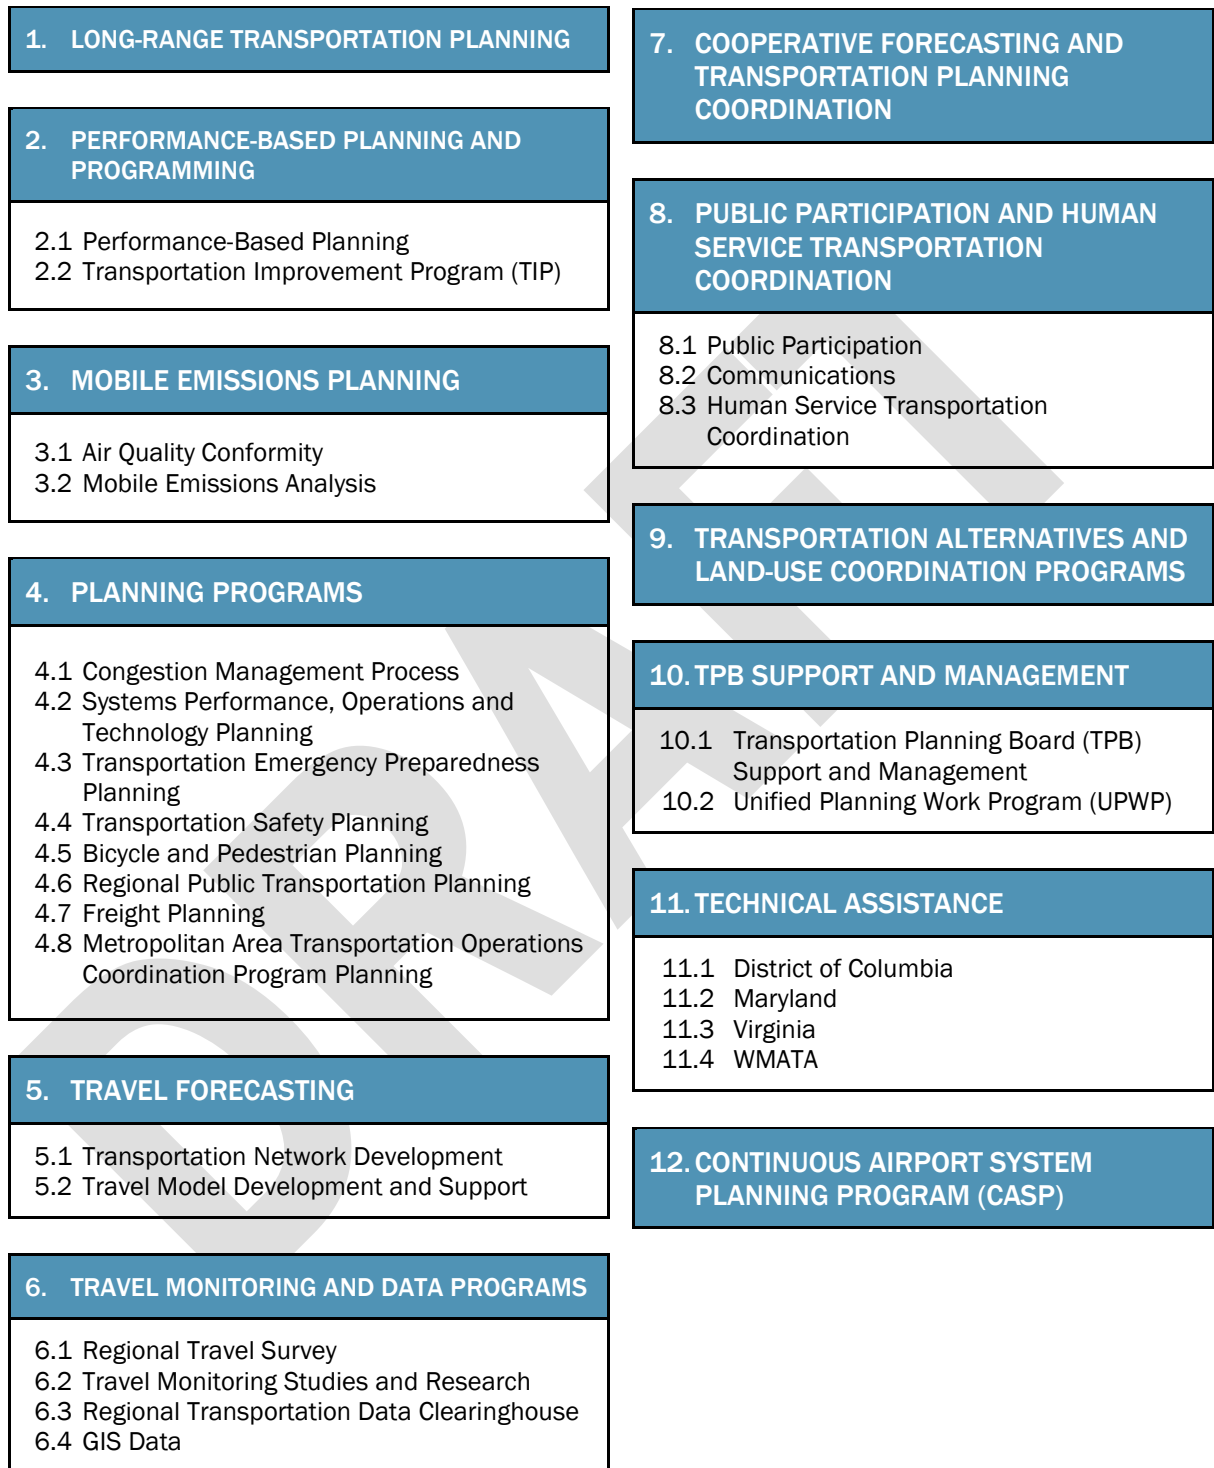 1. LONG-RANGE TRANSPORTATION PLANNING
2. PERFORMANCE-BASED PLANNING AND
PROGRAMMING
2.1 Performance-Based Planning
2.2 Transportation Improvement Program (TIP)
3. MOBILE EMISSIONS PLANNING
3.1 Air Quality Conformity
3.2 Mobile Emissions Analysis
4. PLANNING PROGRAMS
4.1 Congestion Management Process
4.2 Systems Performance, Operations and
Technology Planning
4.3 Transportation Emergency Preparedness
Planning
4.4 Transportation Safety Planning
4.5 Bicycle and Pedestrian Planning
4.6 Regional Public Transportation Planning
4.7 Freight Planning
4.8 Metropolitan Area Transportation Operations
Coordination Program Planning
5. TRAVEL FORECASTING
5.1 Transportation Network Development
5.2 Travel Model Development and Support
6. TRAVEL MONITORING AND DATA PROGRAMS
6.1 Regional Travel Survey
6.2 Travel Monitoring Studies and Research
6.3 Regional Transportation Data Clearinghouse
6.4 GIS Data
7. COOPERATIVE FORECASTING AND
TRANSPORTATION PLANNING
COORDINATION
8. PUBLIC PARTICIPATION AND HUMAN
SERVICE TRANSPORTATION
COORDINATION
8.1 Public Participation
8.2 Communications
8.3 Human Service Transportation
Coordination
9. TRANSPORTATION ALTERNATIVES AND
LAND-USE COORDINATION PROGRAMS
10. TPB SUPPORT AND MANAGEMENT
10.1 Transportation Planning Board (TPB)
Support and Management
10.2 Unified Planning Work Program (UPWP)
11. TECHNICAL ASSISTANCE
11.1 District of Columbia
11.2 Maryland
11.3 Virginia
11.4 WMATA
12. CONTINUOUS AIRPORT SYSTEM
PLANNING PROGRAM (CASP)
DRAFT